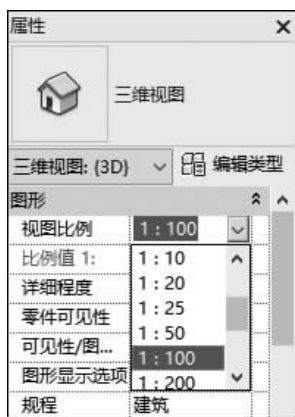 属性
三维视图
三维视图: {3D} 编辑类型
图形
视图比例 1 : 100
比例值 1: 1 : 10
1 : 20
详细程度 1 : 25
零件可见性 1 : 50
可见性/图... 1 : 100
图形显示选项 1 : 200
规程 建筑